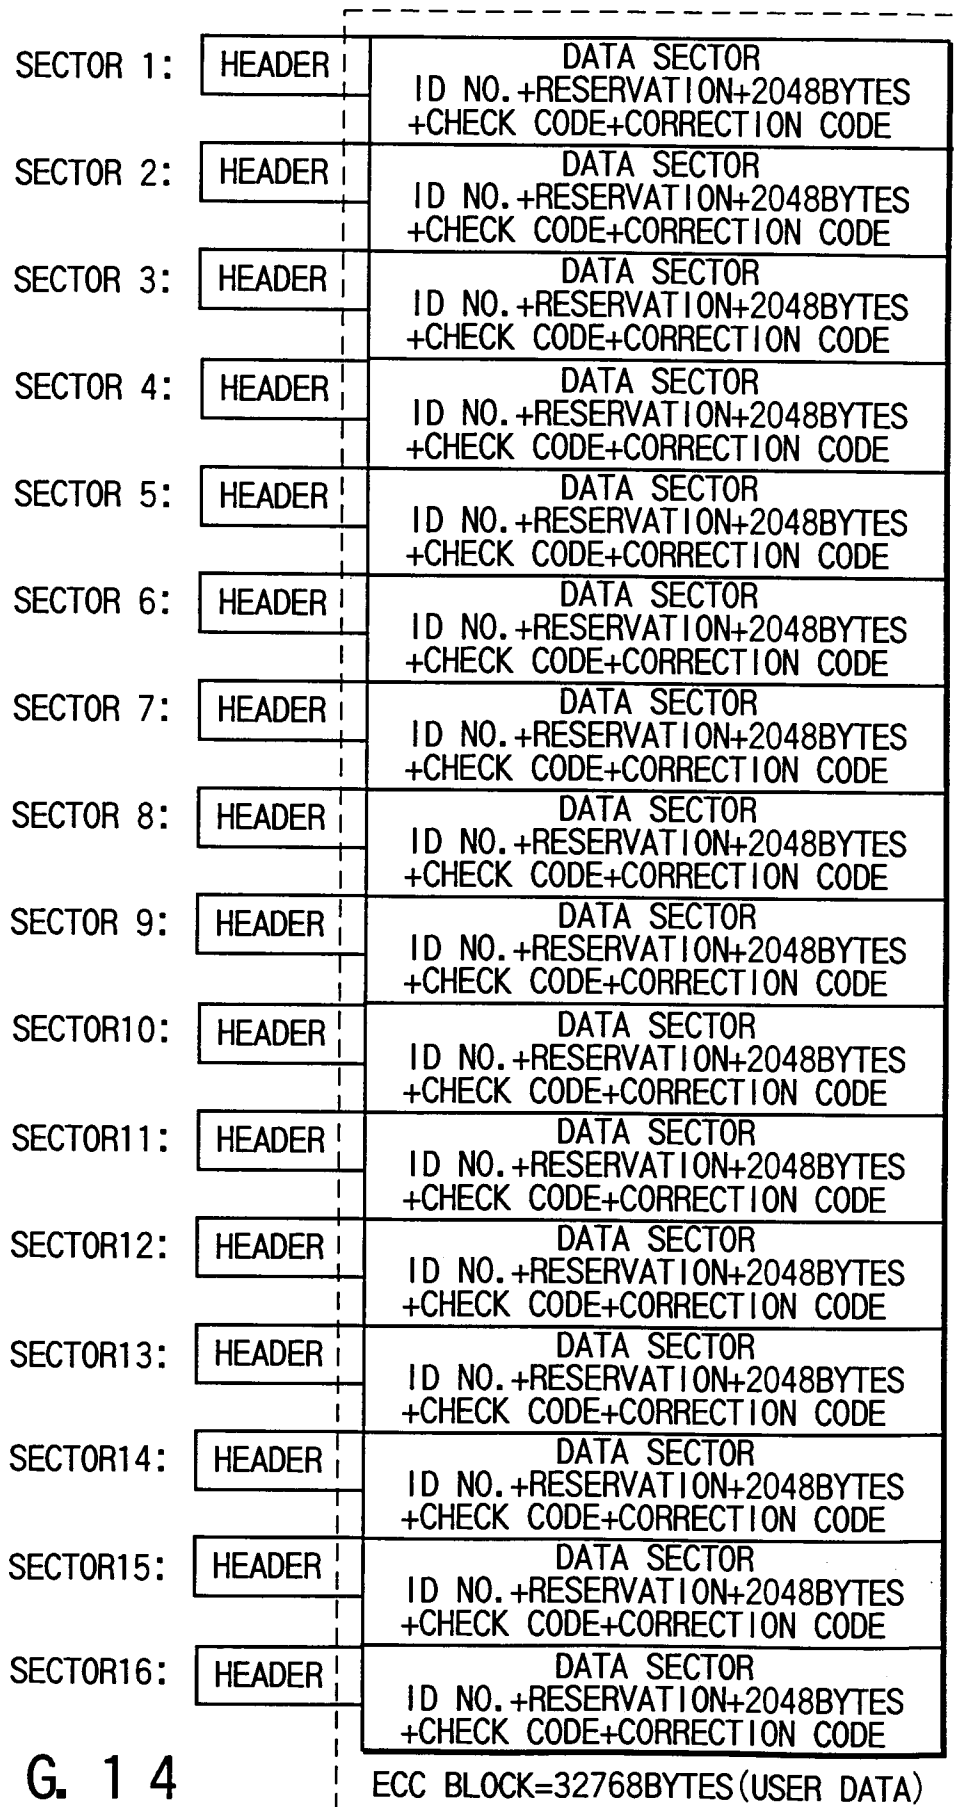 SECTOR 1: HEADER DATA SECTOR
ID NO.+RESERVATION+2048BYTES
+CHECK CODE+CORRECTION CODE
SECTOR 2: HEADER DATA SECTOR
ID NO.+RESERVATION+2048BYTES
+CHECK CODE+CORRECTION CODE
SECTOR 3: HEADER DATA SECTOR
ID NO.+RESERVATION+2048BYTES
+CHECK CODE+CORRECTION CODE
SECTOR 4: HEADER DATA SECTOR
ID NO.+RESERVATION+2048BYTES
+CHECK CODE+CORRECTION CODE
SECTOR 5: HEADER DATA SECTOR
ID NO.+RESERVATION+2048BYTES
+CHECK CODE+CORRECTION CODE
SECTOR 6: HEADER DATA SECTOR
ID NO.+RESERVATION+2048BYTES
+CHECK CODE+CORRECTION CODE
SECTOR 7: HEADER DATA SECTOR
ID NO.+RESERVATION+2048BYTES
+CHECK CODE+CORRECTION CODE
SECTOR 8: HEADER DATA SECTOR
ID NO.+RESERVATION+2048BYTES
+CHECK CODE+CORRECTION CODE
SECTOR 9: HEADER DATA SECTOR
ID NO.+RESERVATION+2048BYTES
+CHECK CODE+CORRECTION CODE
SECTOR10: HEADER DATA SECTOR
ID NO.+RESERVATION+2048BYTES
+CHECK CODE+CORRECTION CODE
SECTOR11: HEADER DATA SECTOR
ID NO.+RESERVATION+2048BYTES
+CHECK CODE+CORRECTION CODE
SECTOR12: HEADER DATA SECTOR
ID NO.+RESERVATION+2048BYTES
+CHECK CODE+CORRECTION CODE
SECTOR13: HEADER DATA SECTOR
ID NO.+RESERVATION+2048BYTES
+CHECK CODE+CORRECTION CODE
SECTOR14: HEADER DATA SECTOR
ID NO.+RESERVATION+2048BYTES
+CHECK CODE+CORRECTION CODE
SECTOR15: HEADER DATA SECTOR
ID NO.+RESERVATION+2048BYTES
+CHECK CODE+CORRECTION CODE
SECTOR16: HEADER DATA SECTOR
ID NO.+RESERVATION+2048BYTES
+CHECK CODE+CORRECTION CODE
G. 14 ECC BLOCK=32768BYTES(USER DATA)